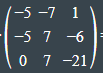 -5 -7 1
= -5 7 -6 =
0 7 -21